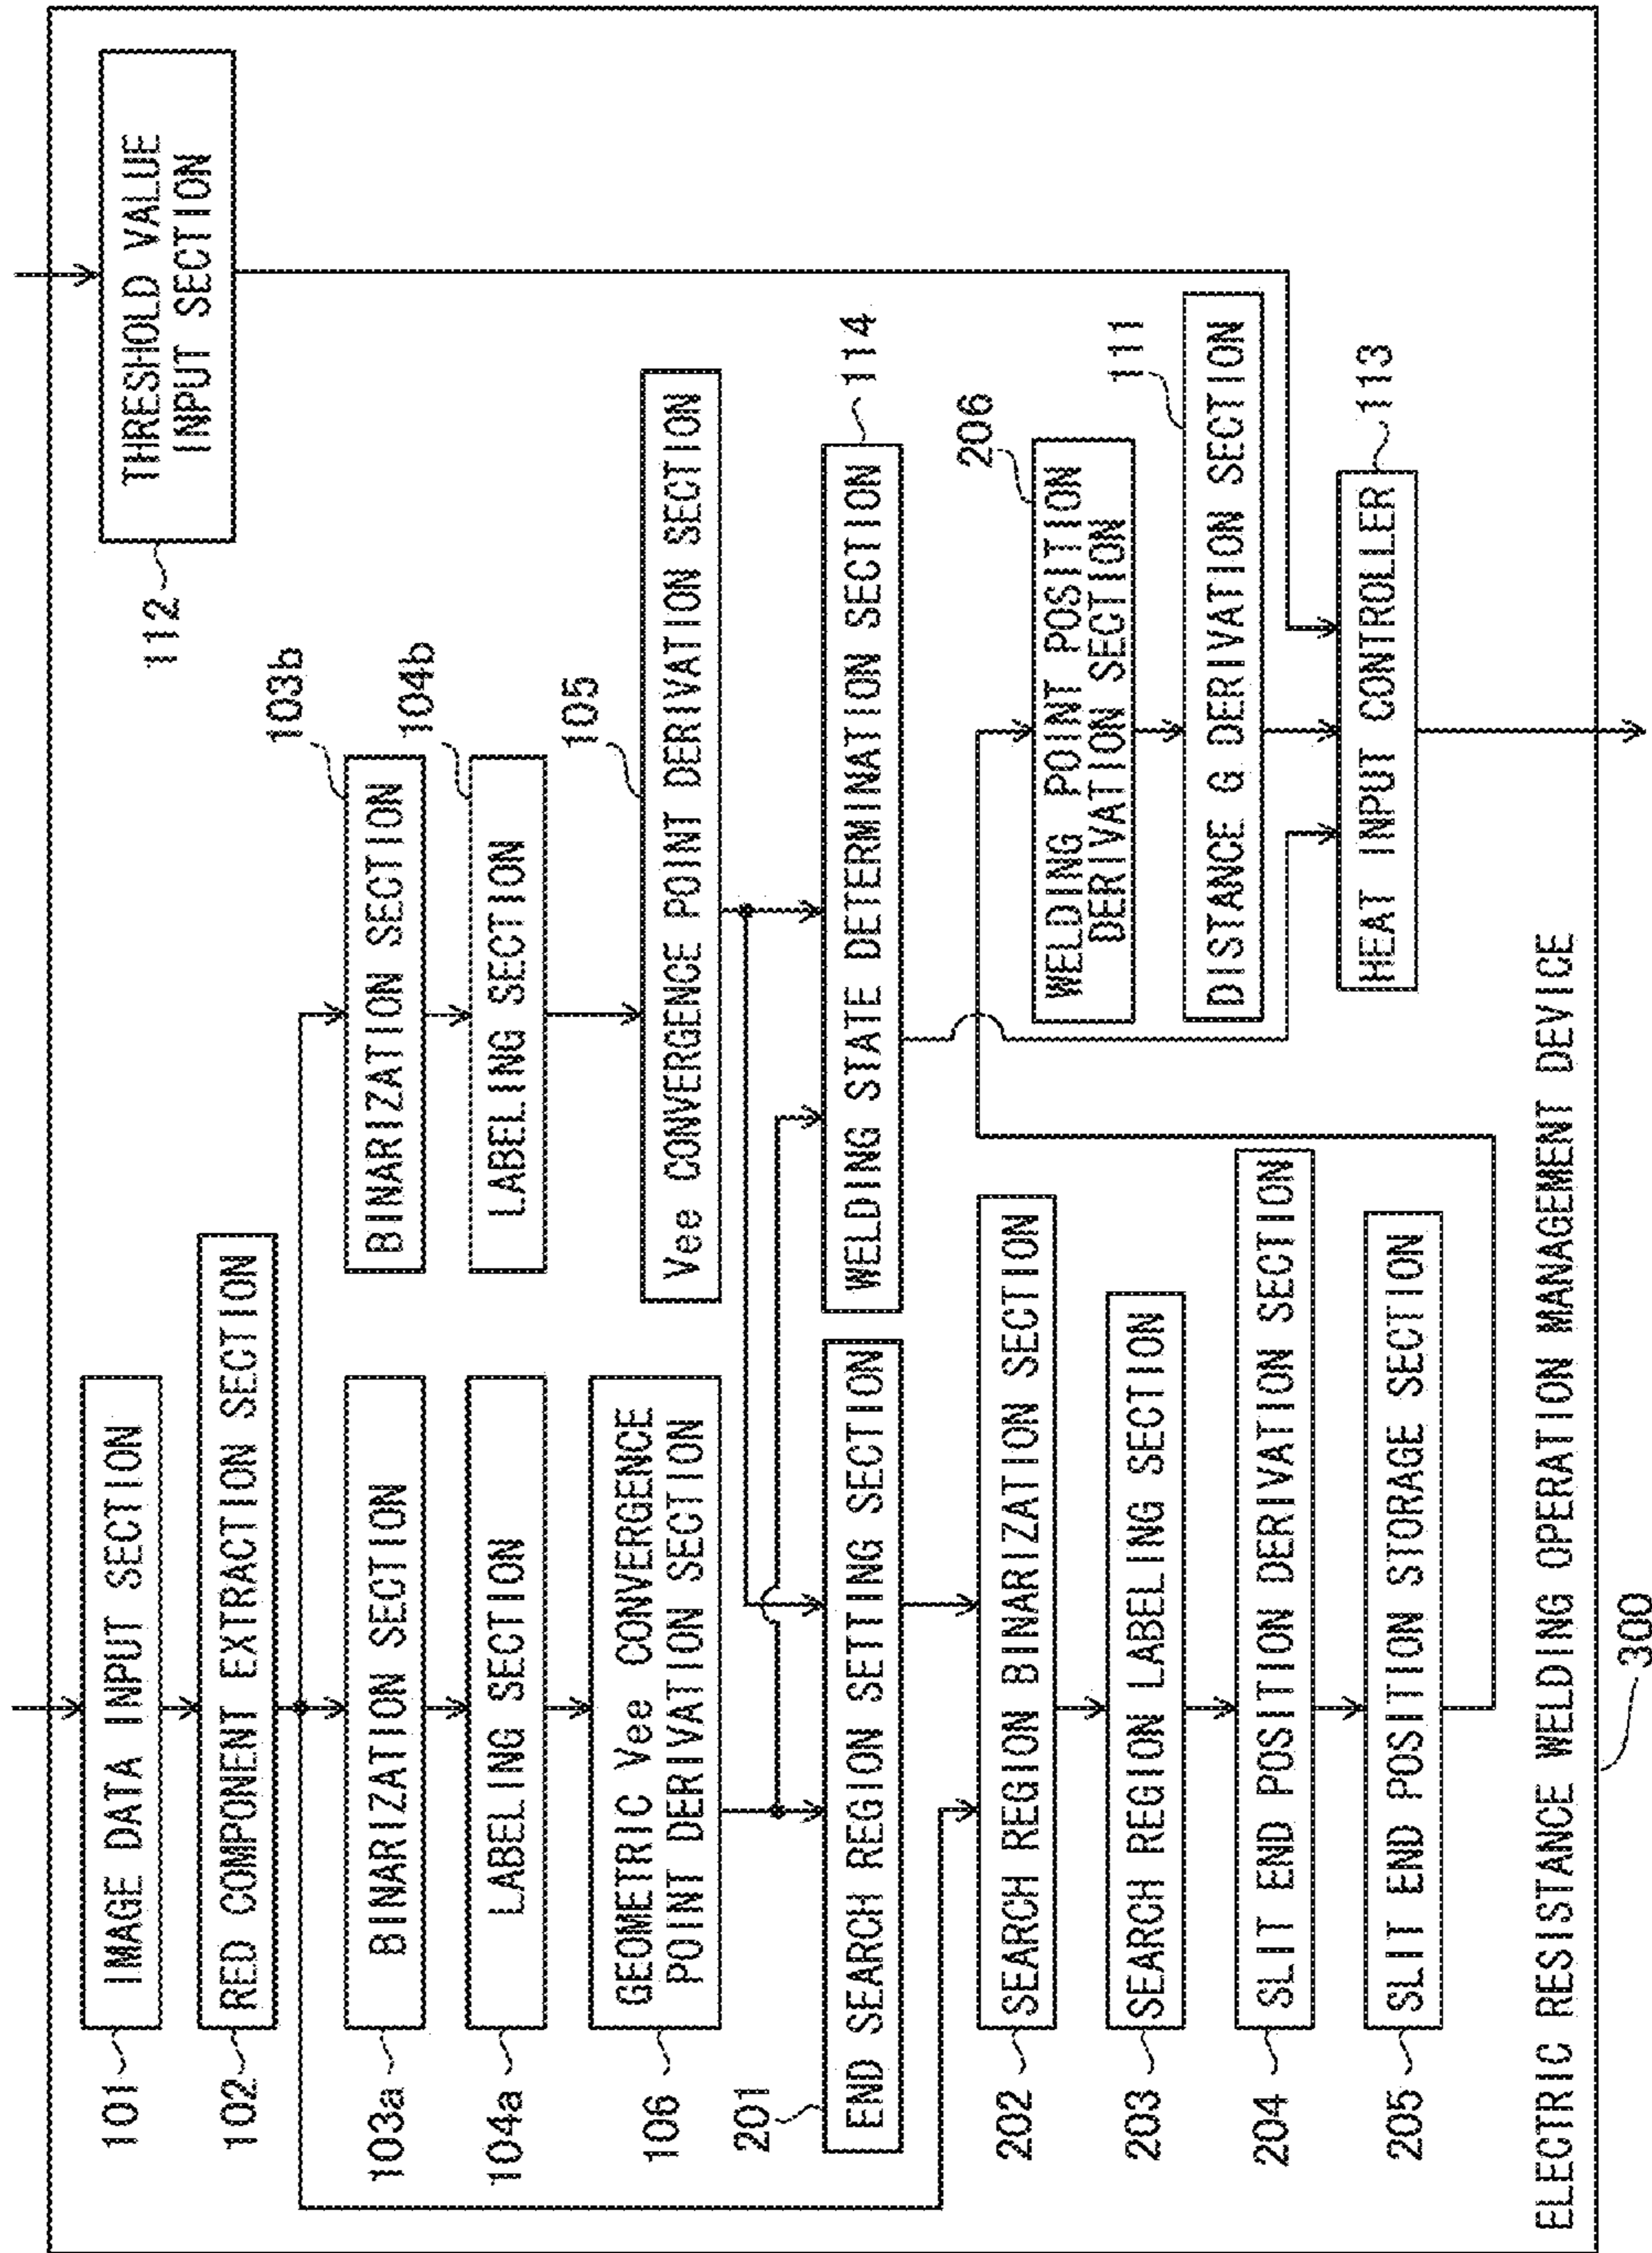 101
IMAGE DATA INPUT SECTION
112
THRESHOLD VALUE
INPUT SECTION
102
RED COMPONENT EXTRACTION SECTION
103a
BINARIZATION SECTION
103b
BINARIZATION SECTION
104a
LABELING SECTION
104b
LABELING SECTION
106
GEOMETRIC Vee CONVERGENCE
POINT DERIVATION SECTION
105
Vee CONVERGENCE POINT DERIVATION SECTION
201
END SEARCH REGION SETTING SECTION
WELDING STATE DETERMINATION SECTION
114
202
SEARCH REGION BINARIZATION SECTION
206
WELDING POINT POSITION
DERIVATION SECTION
203
SEARCH REGION LABELING SECTION
111
DISTANCE G DERIVATION SECTION
204
SLIT END POSITION DERIVATION SECTION
205
SLIT END POSITION STORAGE SECTION
HEAT INPUT CONTROLLER
113
ELECTRIC RESISTANCE WELDING OPERATION MANAGEMENT DEVICE
300